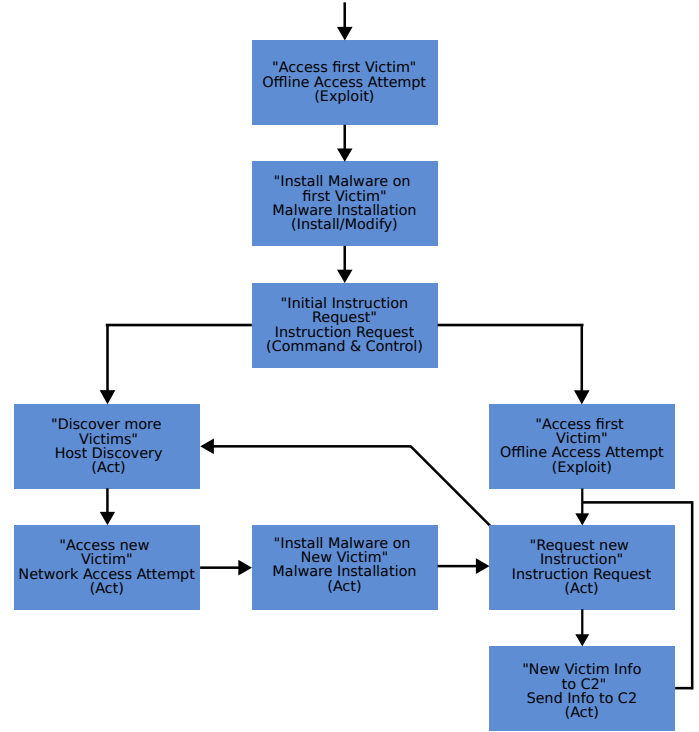 "Access first Victim"
Offline Access Attempt
(Exploit)
"Install Malware on
first Victim"
Malware Installation
(Install/Modify)
"Initial Instruction
Request"
Instruction Request
(Command & Control)
"Discover more
Victims"
Host Discovery
(Act)
"Access first
Victim"
Offline Access Attempt
(Exploit)
"Access new
Victim"
Network Access Attempt
(Act)
"Install Malware on
New Victim"
Malware Installation
(Act)
"Request new
Instruction"
Instruction Request
(Act)
"New Victim Info
to C2"
Send Info to C2
(Act)